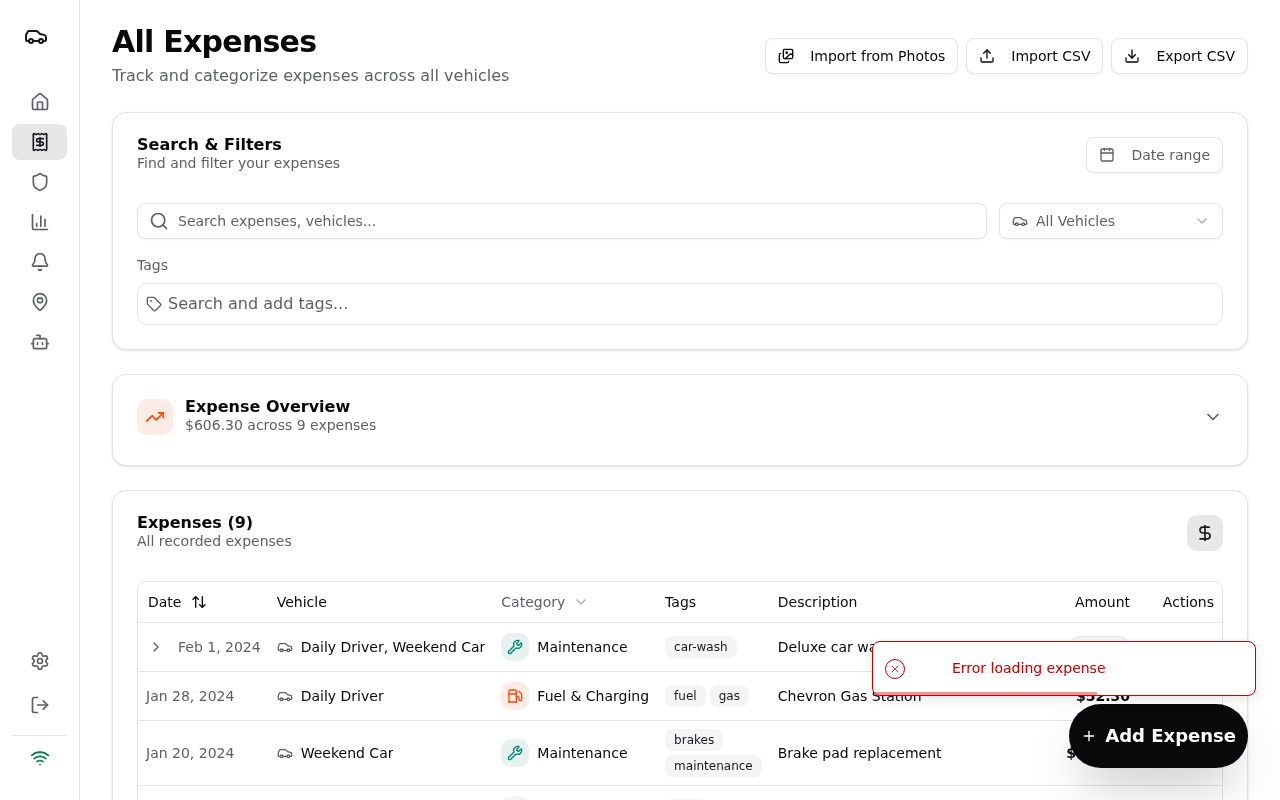 All Expenses
Track and categorize expenses across all vehicles
Import from Photos
Import CSV
Export CSV
Search & Filters
Find and filter your expenses
Date range
Search expenses, vehicles...
All Vehicles
Tags
Search and add tags...
Expense Overview
$606.30 across 9 expenses
Expenses (9)
All recorded expenses
Date Vehicle Category Tags Description Amount Actions
Feb 1, 2024 Daily Driver, Weekend Car Maintenance car-wash Deluxe car
Error loading expense
Jan 28, 2024 Daily Driver Fuel & Charging fuel gas Chevron Gas Station $52.30
Jan 20, 2024 Weekend Car Maintenance brakes maintenance Brake pad replacement $
+ Add Expense